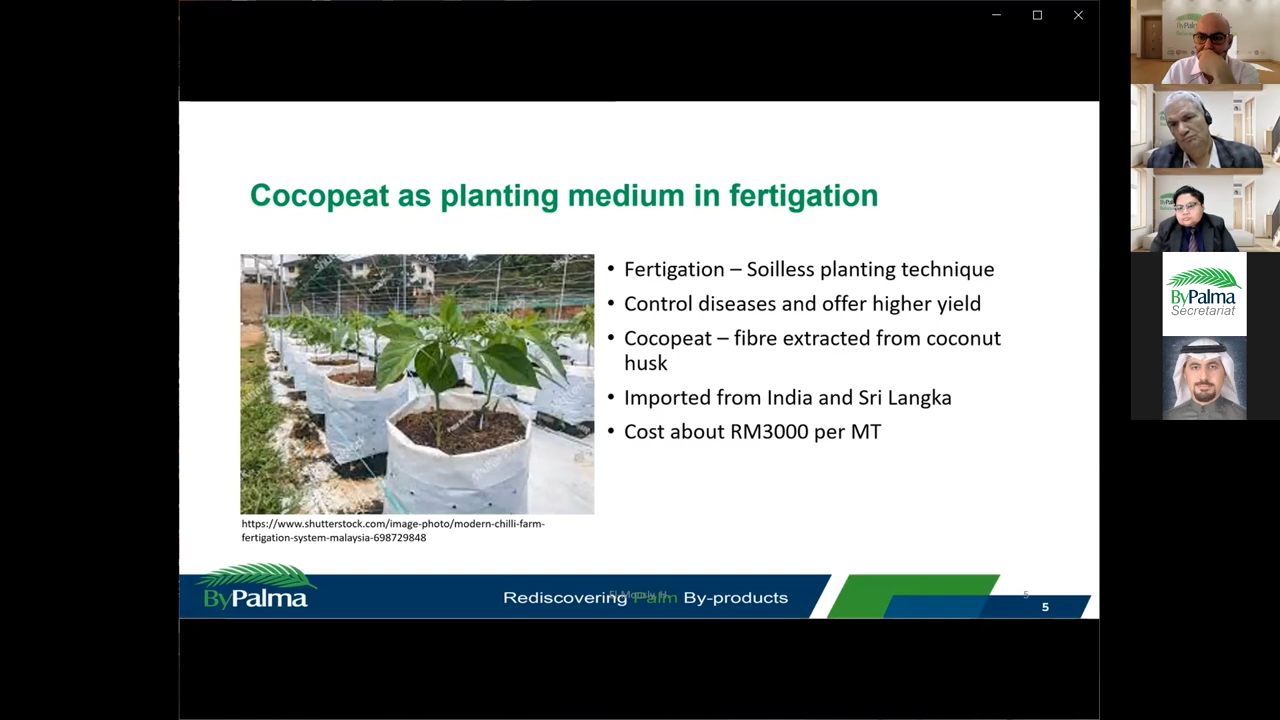 Cocopeat as planting medium in fertigation
• Fertigation – Soilless planting technique
• Control diseases and offer higher yield
• Cocopeat – fibre extracted from coconut
husk
• Imported from India and Sri Langka
• Cost about RM3000 per MT
https://www.shutterstock.com/image-photo/modern-chilli-farm-
fertigation-system-malaysia-698729848
ByPalma
Rediscovering Palm By-products
5
5
ByPalma
Secretariat